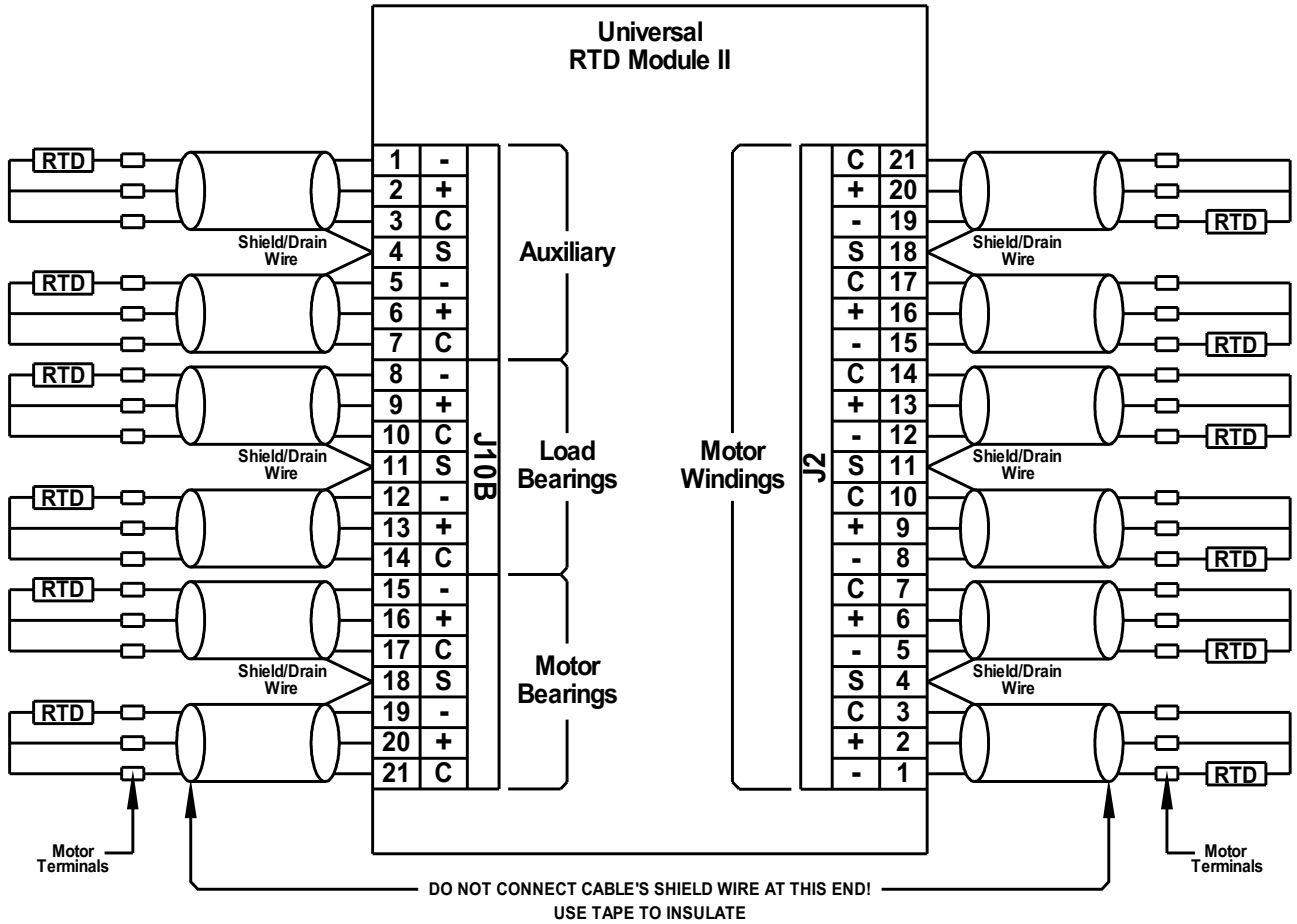 Universal
RTD Module II
RTD 1 - C 21
2 + + 20
3 C - 19 RTD
Shield/Drain
Wire
4 S
Auxiliary
S 18
Shield/Drain
Wire
RTD 5 - C 17
6 + + 16
7 C - 15 RTD
RTD 8 - C 14
9 + + 13
10 C - 12 RTD
Shield/Drain
Wire
11 S
J10B
Load
Bearings
Motor
Windings
J2
S 11
Shield/Drain
Wire
RTD 12 - C 10
13 + + 9
14 C - 8 RTD
RTD 15 - C 7
16 + + 6
17 C - 5 RTD
Shield/Drain
Wire
18 S
Motor
Bearings
S 4
Shield/Drain
Wire
RTD 19 - C 3
20 + + 2
21 C - 1 RTD
Motor
Terminals
Motor
Terminals
DO NOT CONNECT CABLE'S SHIELD WIRE AT THIS END!
USE TAPE TO INSULATE